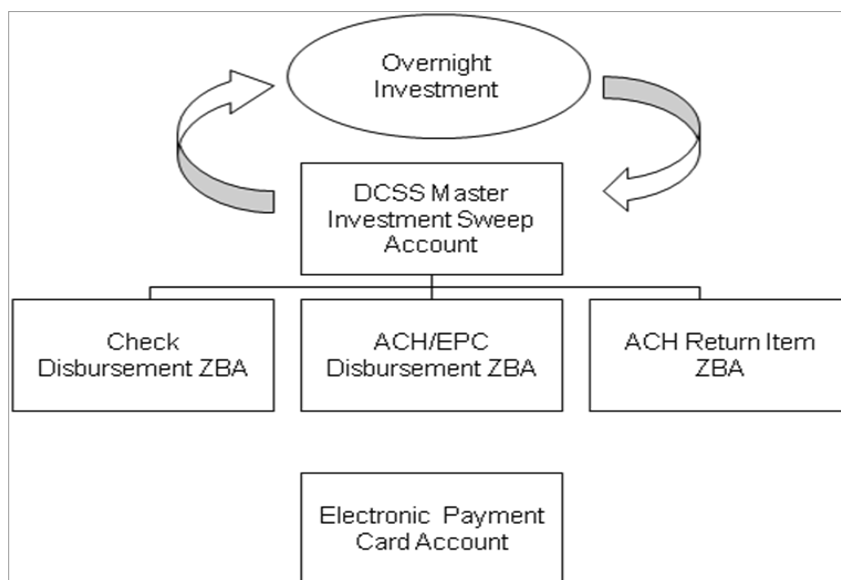 Overnight
Investment
DCSS Master
Investment Sweep
Account
Check
Disbursement ZBA
ACH/EPC
Disbursement ZBA
ACH Return Item
ZBA
Electronic Payment
Card Account